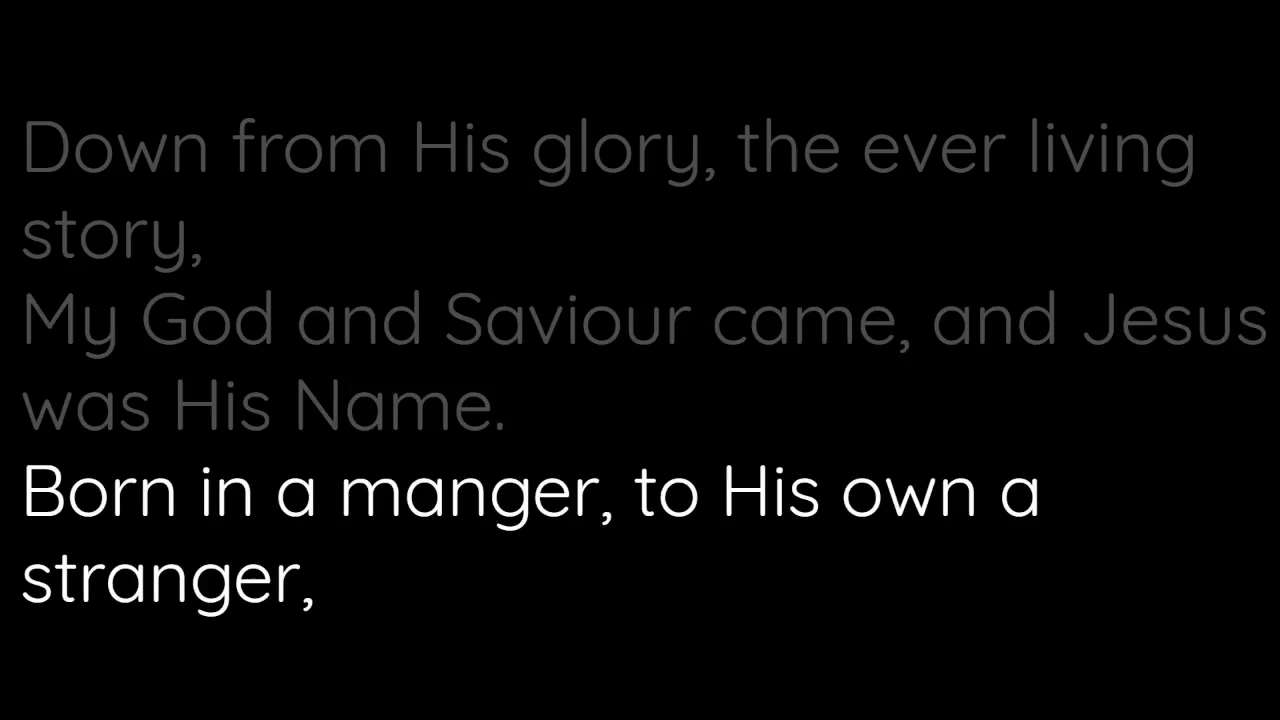 Down from His glory, the ever living
story,
My God and Saviour came, and Jesus
was His Name.
Born in a manger, to His own a
stranger,